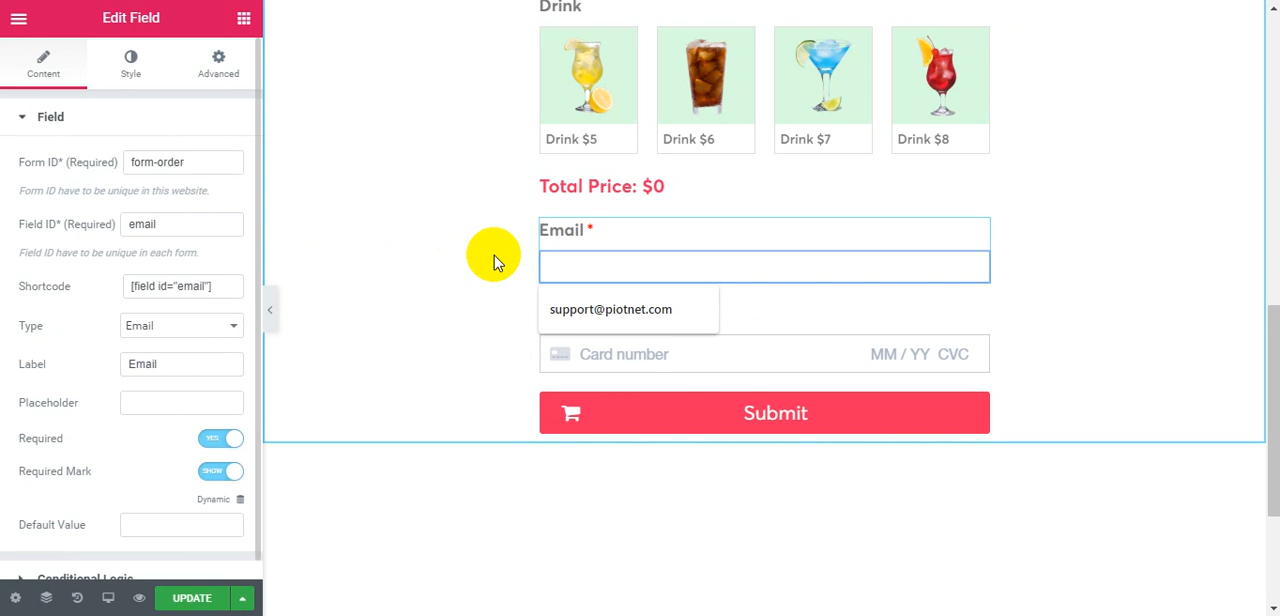 Edit Field
Content
Style
Advanced
Field
Form ID* (Required)
form-order
Form ID have to be unique in this website.
Field ID* (Required)
email
Field ID have to be unique in each form.
Shortcode
[field id="email"]
Type
Email
Label
Email
Placeholder
Required
YES
Required Mark
SHOW
Dynamic
Default Value
Conditional Logic
UPDATE
Drink
Drink $5
Drink $6
Drink $7
Drink $8
Total Price: $0
Email *
support@piotnet.com
Card number
MM / YY CVC
Submit